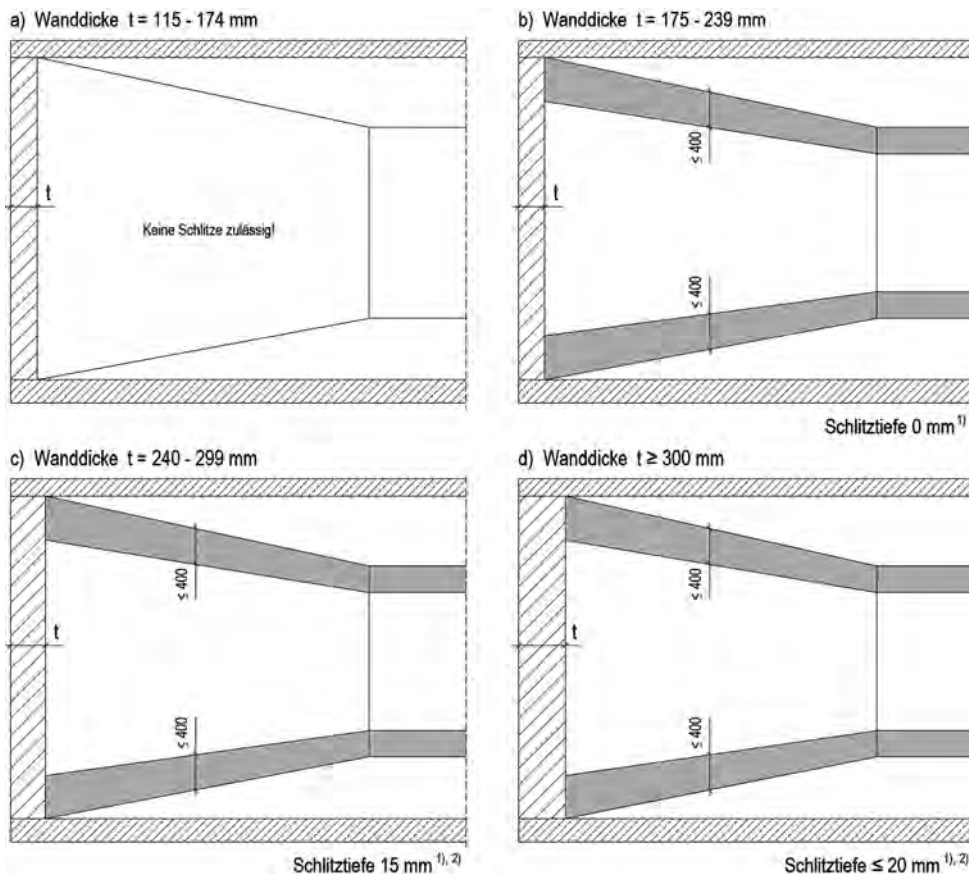 a) Wanddicke t = 115 - 174 mm
t
Keine Schlitze zulässig!
b) Wanddicke t = 175 - 239 mm
≤ 400
t
≤ 400
Schlitztiefe 0 mm 1)
c) Wanddicke t = 240 - 299 mm
≤ 400
t
≤ 400
Schlitztiefe 15 mm 1), 2)
d) Wanddicke t ≥ 300 mm
≤ 400
t
≤ 400
Schlitztiefe ≤ 20 mm 1), 2)